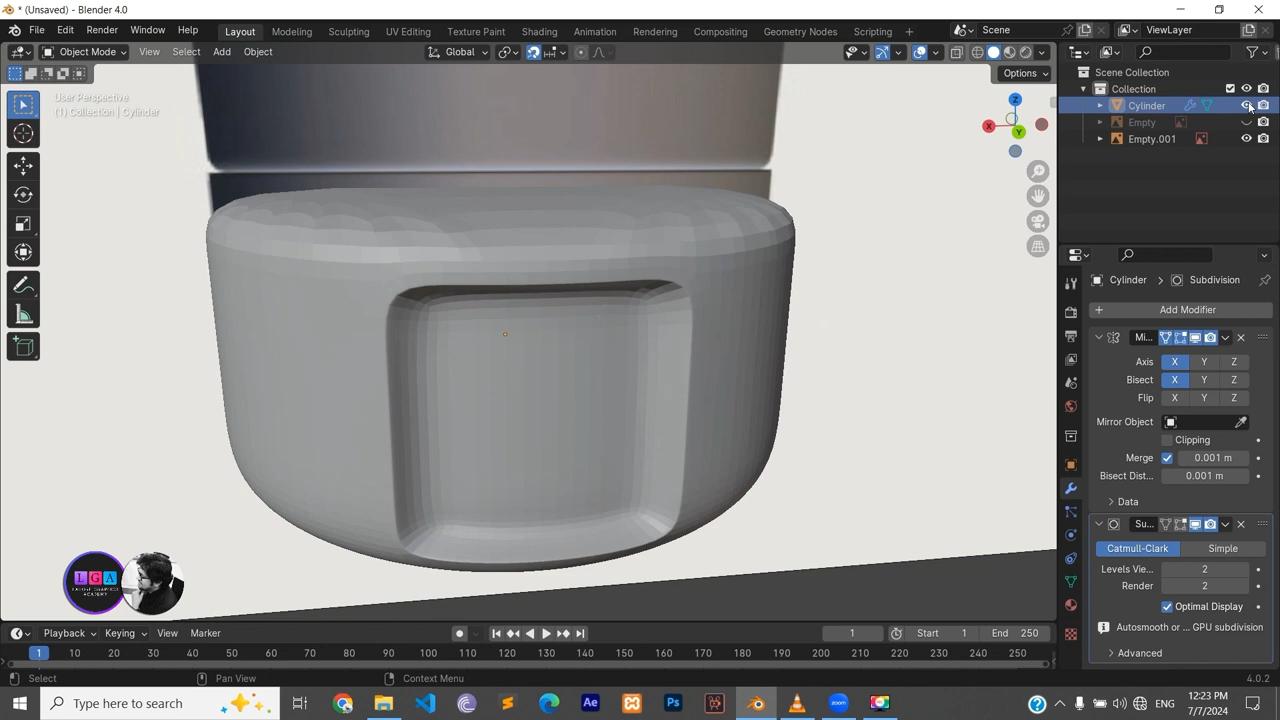 * (Unsaved) - Blender 4.0
File Edit Render Window Help
Layout Modeling Sculpting UV Editing Texture Paint Shading Animation Rendering Compositing Geometry Nodes Scripting +
Scene
ViewLayer
Object Mode View Select Add Object Global
Options
User Perspective
(1) Collection | Cylinder
Z
X
Y
Scene Collection
Collection
Cylinder
Empty
Empty.001
Cylinder > Subdivision
+ Add Modifier
Mi...
Axis X Y Z
Bisect X Y Z
Flip X Y Z
Mirror Object
Clipping
Merge 0.001 m
Bisect Dist... 0.001 m
Data
Su...
Catmull-Clark Simple
Levels Vie... 2
Render 2
Optimal Display
Autosmooth or ... GPU subdivision
Advanced
LGA
Playback Keying View Marker
1 Start 1 End 250
1 10 20 30 40 50 60 70 80 90 100 110 120 130 140 150 160 170 180 190 200 210 220 230 240 250
Select Pan View Context Menu 4.0.2
Type here to search
Ae
Ps
zoom
ENG
12:23 PM
7/7/2024